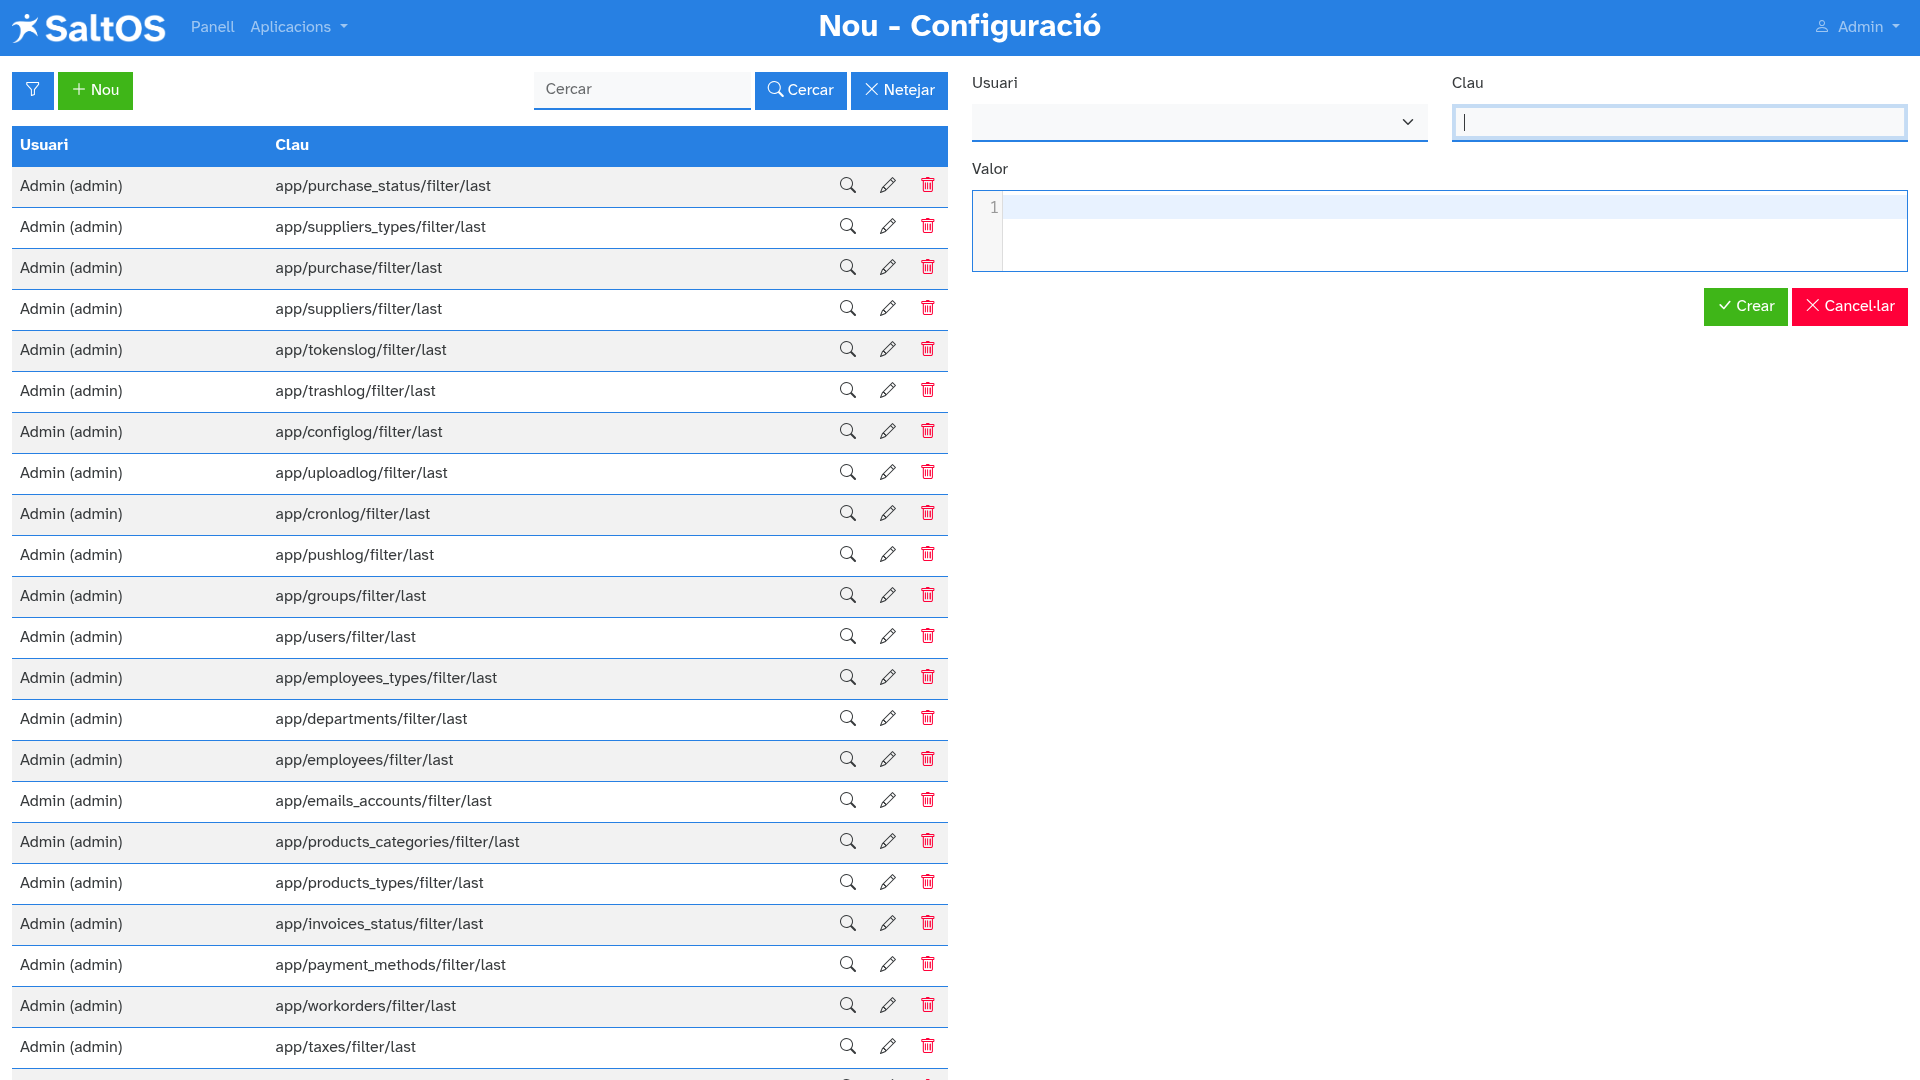 SaltOS Panell Aplicacions Nou - Configuració Admin
Nou Cercar Cercar Netejar
Usuari Clau
Admin (admin) app/purchase_status/filter/last
Admin (admin) app/suppliers_types/filter/last
Admin (admin) app/purchase/filter/last
Admin (admin) app/suppliers/filter/last
Admin (admin) app/tokenslog/filter/last
Admin (admin) app/trashlog/filter/last
Admin (admin) app/configlog/filter/last
Admin (admin) app/uploadlog/filter/last
Admin (admin) app/cronlog/filter/last
Admin (admin) app/pushlog/filter/last
Admin (admin) app/groups/filter/last
Admin (admin) app/users/filter/last
Admin (admin) app/employees_types/filter/last
Admin (admin) app/departments/filter/last
Admin (admin) app/employees/filter/last
Admin (admin) app/emails_accounts/filter/last
Admin (admin) app/products_categories/filter/last
Admin (admin) app/products_types/filter/last
Admin (admin) app/invoices_status/filter/last
Admin (admin) app/payment_methods/filter/last
Admin (admin) app/workorders/filter/last
Admin (admin) app/taxes/filter/last
Usuari Clau
Valor
1
Crear Cancel·lar